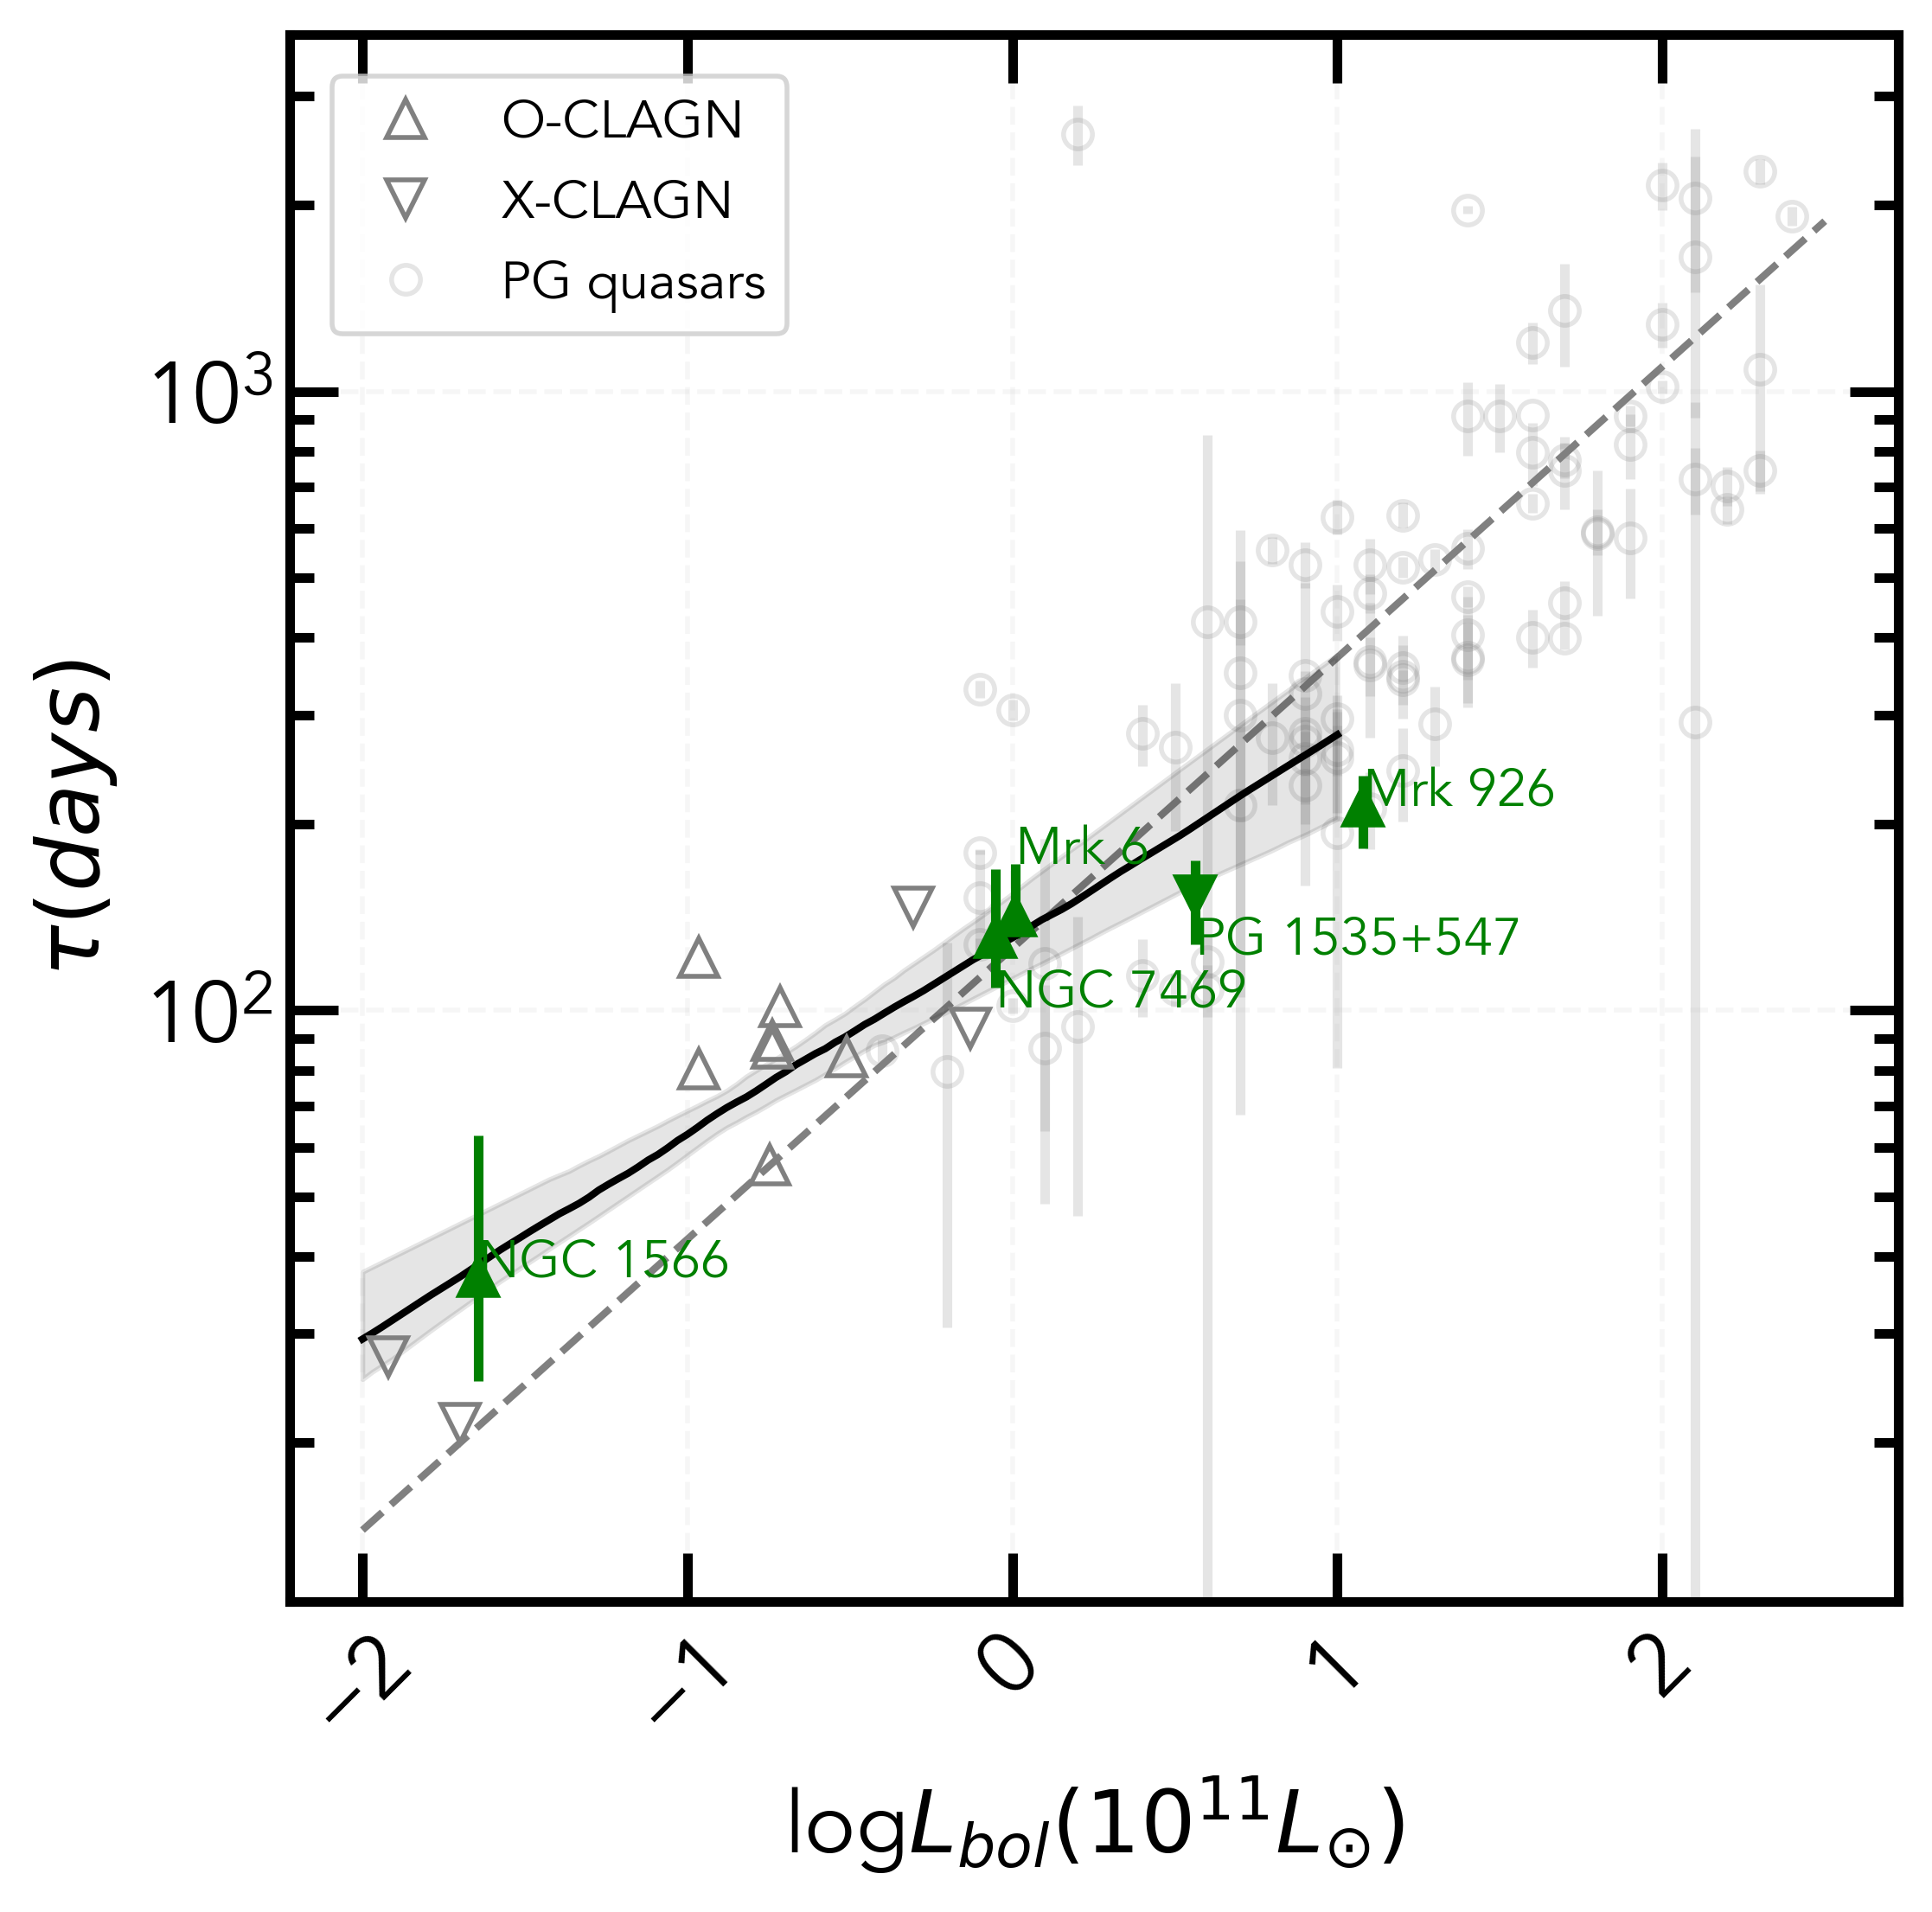 O-CLAGN
X-CLAGN
PG quasars
10³
10²
τ(days)
Mrk 926
Mrk 6
PG 1535+547
NGC 7469
NGC 1566
−2
−1
0
1
2
logL_bol(10¹¹L_⊙)